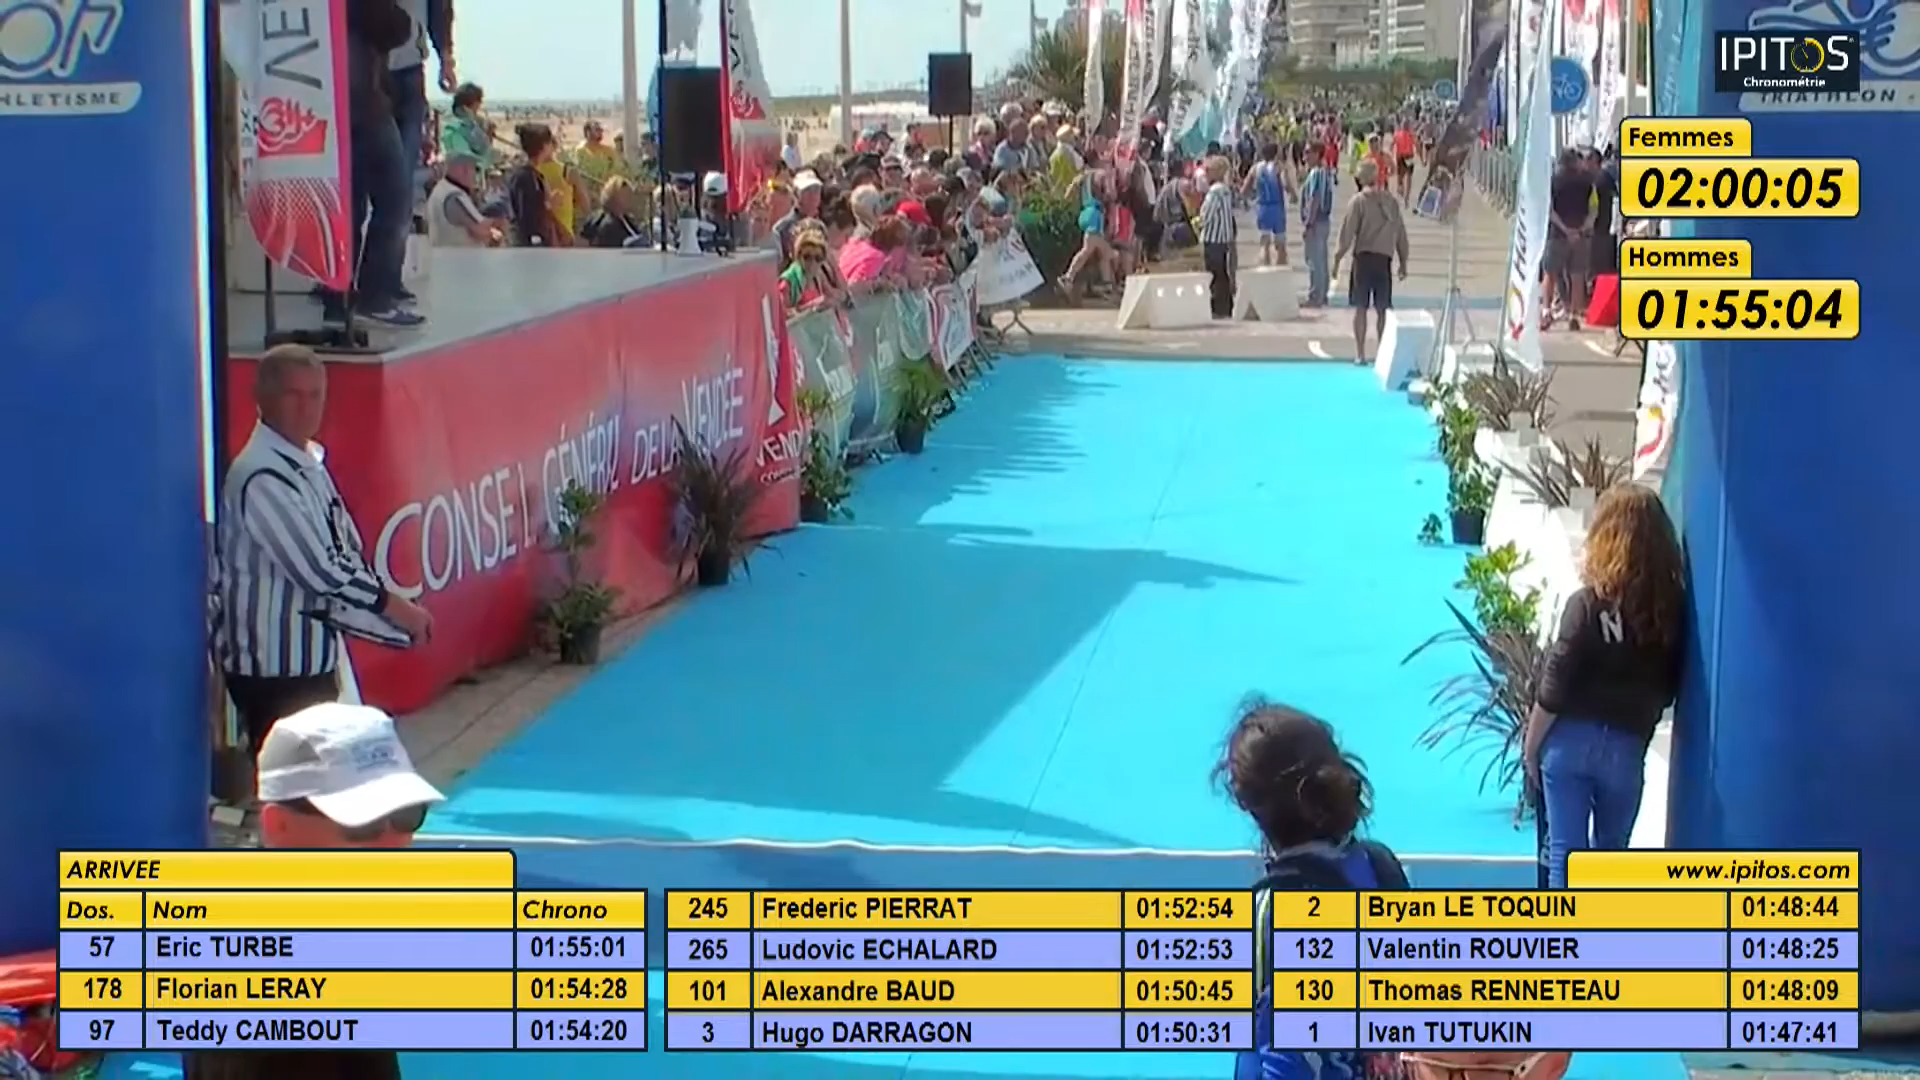 HLETISME
IPITOS
Chronométrie
TRIATHLON
Femmes
02:00:05
Hommes
01:55:04
CONSEIL GÉNÉRAL DE LA VENDÉE
N
ARRIVEE
www.ipitos.com
Dos. Nom Chrono
57 Eric TURBE 01:55:01
178 Florian LERAY 01:54:28
97 Teddy CAMBOUT 01:54:20
245 Frederic PIERRAT 01:52:54
265 Ludovic ECHALARD 01:52:53
101 Alexandre BAUD 01:50:45
3 Hugo DARRAGON 01:50:31
2 Bryan LE TOQUIN 01:48:44
132 Valentin ROUVIER 01:48:25
130 Thomas RENNETEAU 01:48:09
1 Ivan TUTUKIN 01:47:41